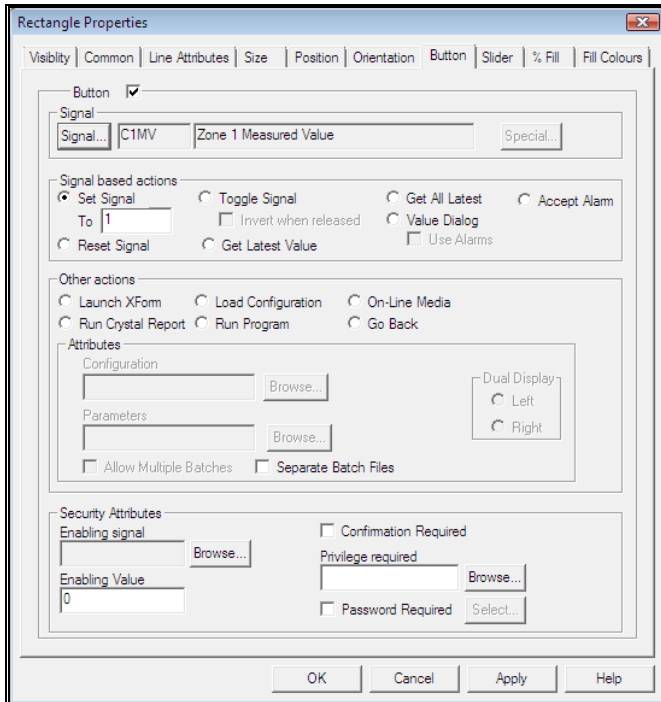 Rectangle Properties
Visiblity Common Line Attributes Size Position Orientation Button Slider % Fill Fill Colours
Button
Signal
Signal... C1MV Zone 1 Measured Value Special...
Signal based actions
Set Signal Toggle Signal Get All Latest Accept Alarm
To 1 Invert when released Value Dialog
Use Alarms
Reset Signal Get Latest Value
Other actions
Launch XForm Load Configuration On-Line Media
Run Crystal Report Run Program Go Back
Attributes
Configuration
Browse...
Dual Display
Left
Right
Parameters
Browse...
Allow Multiple Batches Separate Batch Files
Security Attributes
Enabling signal Confirmation Required
Browse... Privilege required
Enabling Value Browse...
0
Password Required Select...
OK Cancel Apply Help